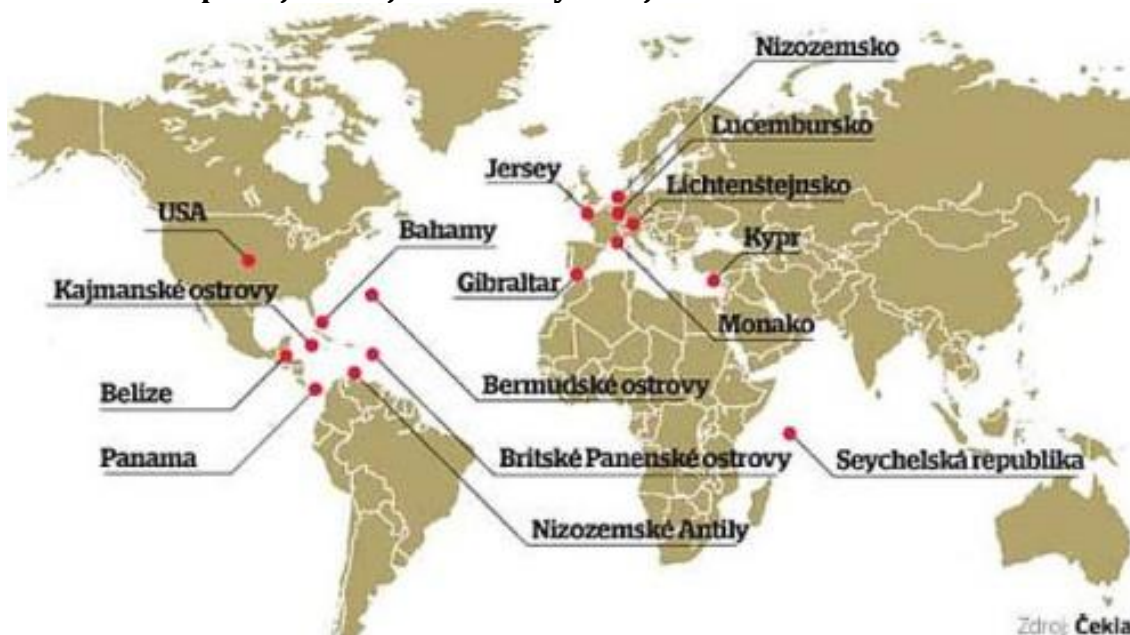 Nizozemsko
Lucembursko
Jersey
Lichtenštejnsko
USA
Bahamy
Kypr
Kajmanské ostrovy
Gibraltar
Monako
Belize
Bermudské ostrovy
Panama
Britské Panenské ostrovy
Seychelská republika
Nizozemské Antily
Zdroj: Čekia